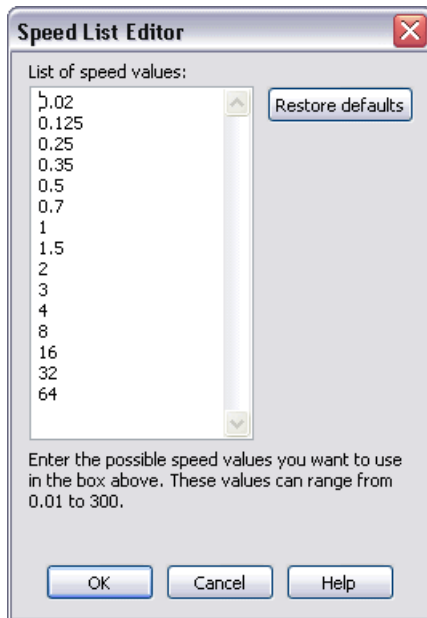 Speed List Editor
List of speed values:
0.02
Restore defaults
0.125
0.25
0.35
0.5
0.7
1
1.5
2
3
4
8
16
32
64
Enter the possible speed values you want to use
in the box above. These values can range from
0.01 to 300.
OK
Cancel
Help